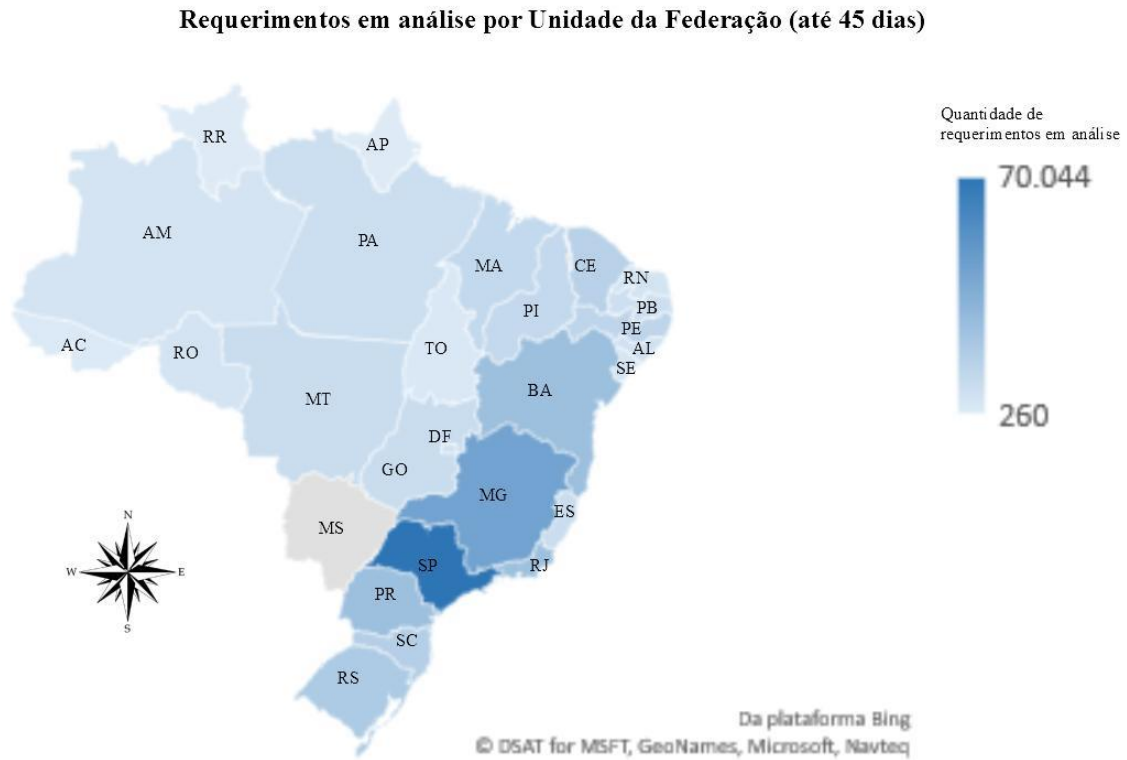 Requerimentos em análise por Unidade da Federação (até 45 dias)
Quantidade de
requerimentos em análise
70.044
260
RR
AP
AM
PA
MA
CE
RN
PI
PB
PE
AC
RO
TO
AL
SE
MT
BA
DF
GO
MG
ES
MS
SP
RJ
PR
SC
RS
N
W
E
S
Da plataforma Bing
© DSAT for MSFT, GeoNames, Microsoft, Navteq